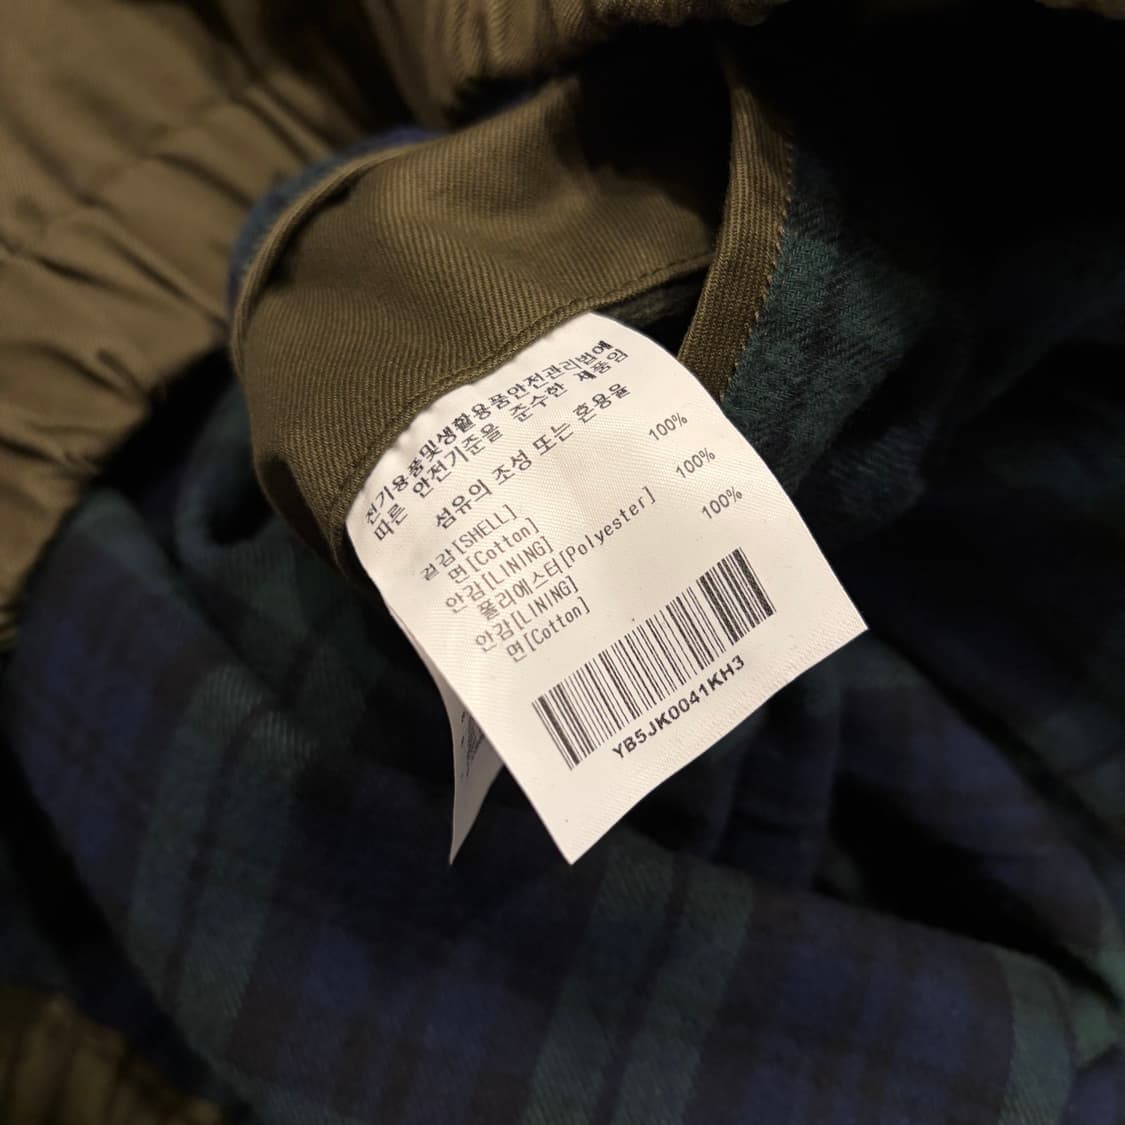 전기용품및생활용품안전관리법에
따른 안전기준을 준수한 제품임
섬유의 조성 또는 혼용율
겉감[SHELL]
면[Cotton] 100%
안감[LINING]
폴리에스터[Polyester] 100%
안감[LINING]
면[Cotton] 100%
YB5JK0041KH3